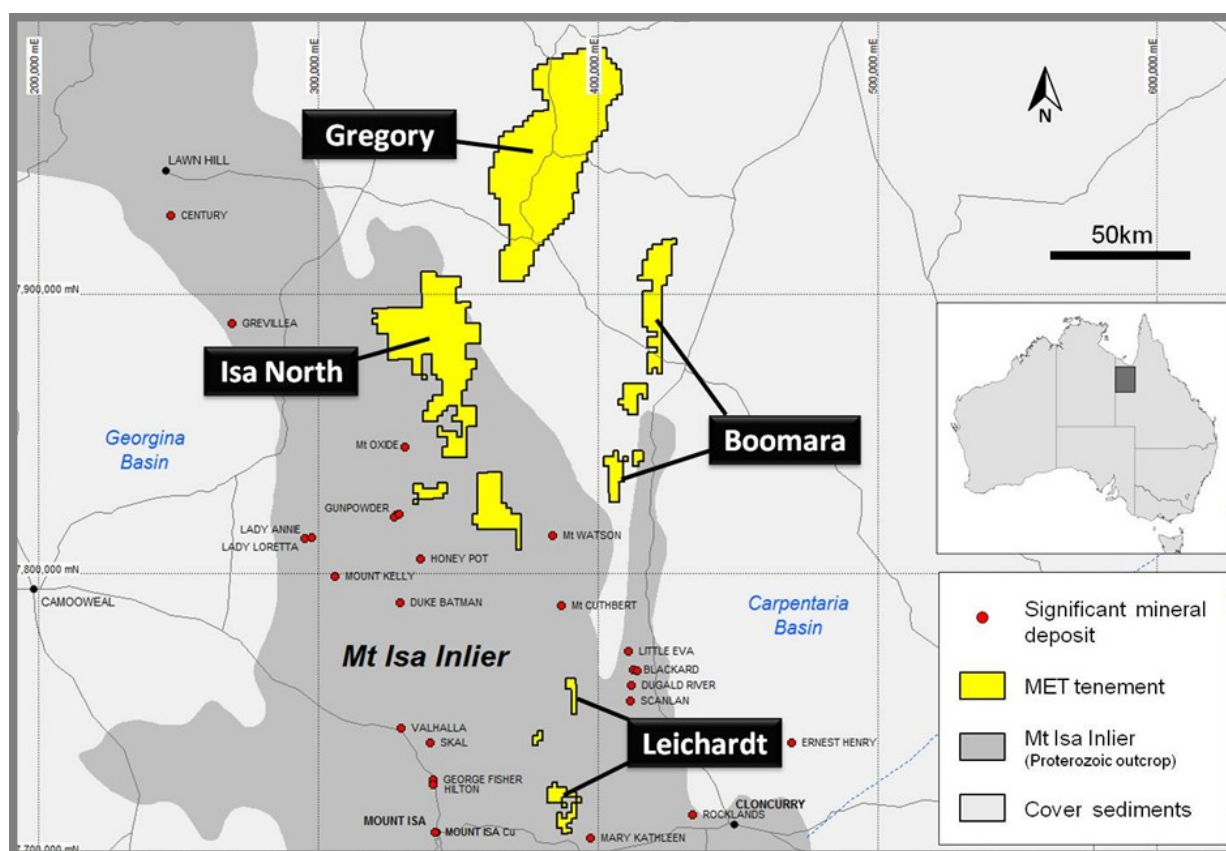 200,000 mE
300,000 mE
400,000 mE
500,000 mE
600,000 mE
Gregory
N
LAWN HILL
CENTURY
50km
7,900,000 mN
GREVILLEA
Isa North
Boomara
Georgina
Basin
Mt OXIDE
GUNPOWDER
LADY ANNIE
LADY LORETTA
Mt WATSON
HONEY POT
7,800,000 mN
MOUNT KELLY
CAMOOWEAL
DUKE BATMAN
Mt CUTHBERT
Carpentaria
Basin
Mt Isa Inlier
LITTLE EVA
BLACKARD
DUGALD RIVER
SCANLAN
VALHALLA
SKAL
Leichardt
ERNEST HENRY
GEORGE FISHER
HILTON
MOUNT ISA
MOUNT ISA Cu
ROCKLANDS
CLONCURRY
MARY KATHLEEN
7,700,000 mN
Significant mineral
deposit
MET tenement
Mt Isa Inlier
(Proterozoic outcrop)
Cover sediments